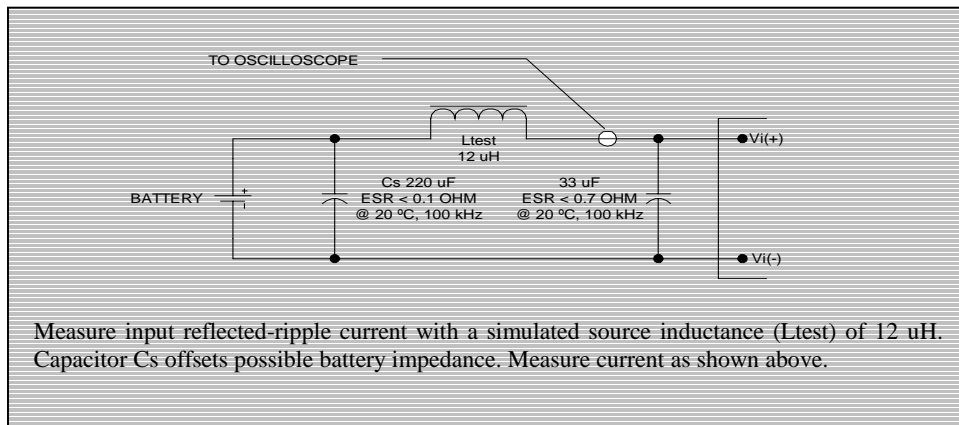 TO OSCILLOSCOPE
Ltest
12 uH
Vi(+)
BATTERY
+
Cs 220 uF
ESR < 0.1 OHM
@ 20 ºC, 100 kHz
33 uF
ESR < 0.7 OHM
@ 20 ºC, 100 kHz
Vi(-)
Measure input reflected-ripple current with a simulated source inductance (Ltest) of 12 uH.
Capacitor Cs offsets possible battery impedance. Measure current as shown above.